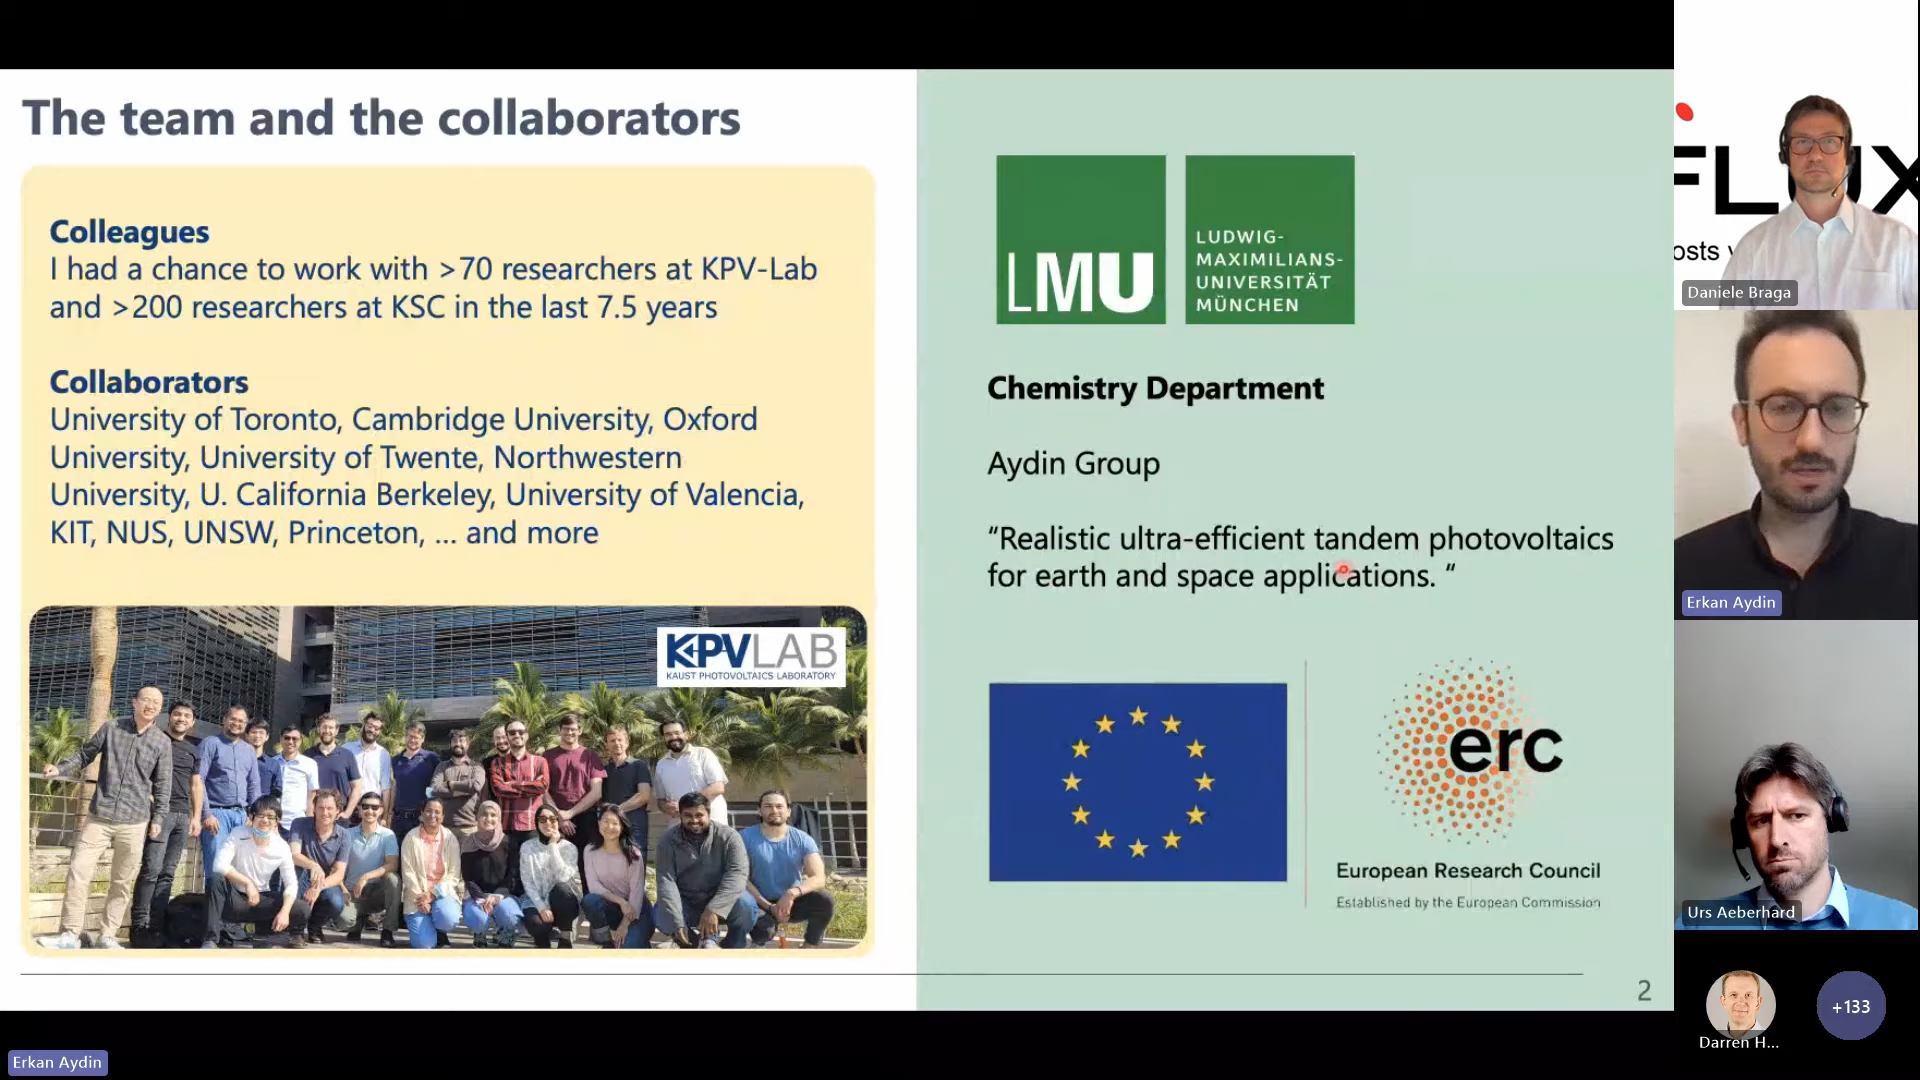 The team and the collaborators
Colleagues
I had a chance to work with >70 researchers at KPV-Lab
and >200 researchers at KSC in the last 7.5 years
Collaborators
University of Toronto, Cambridge University, Oxford
University, University of Twente, Northwestern
University, U. California Berkeley, University of Valencia,
KIT, NUS, UNSW, Princeton, ... and more
KPVLAB
KAUST PHOTOVOLTAICS LABORATORY
LMU
LUDWIG-
MAXIMILIANS-
UNIVERSITÄT
MÜNCHEN
Chemistry Department
Aydin Group
“Realistic ultra-efficient tandem photovoltaics
for earth and space applications. “
erc
European Research Council
Established by the European Commission
2
Erkan Aydin
FLUX
Daniele Braga
Erkan Aydin
Urs Aeberhard
Darren H...
+133